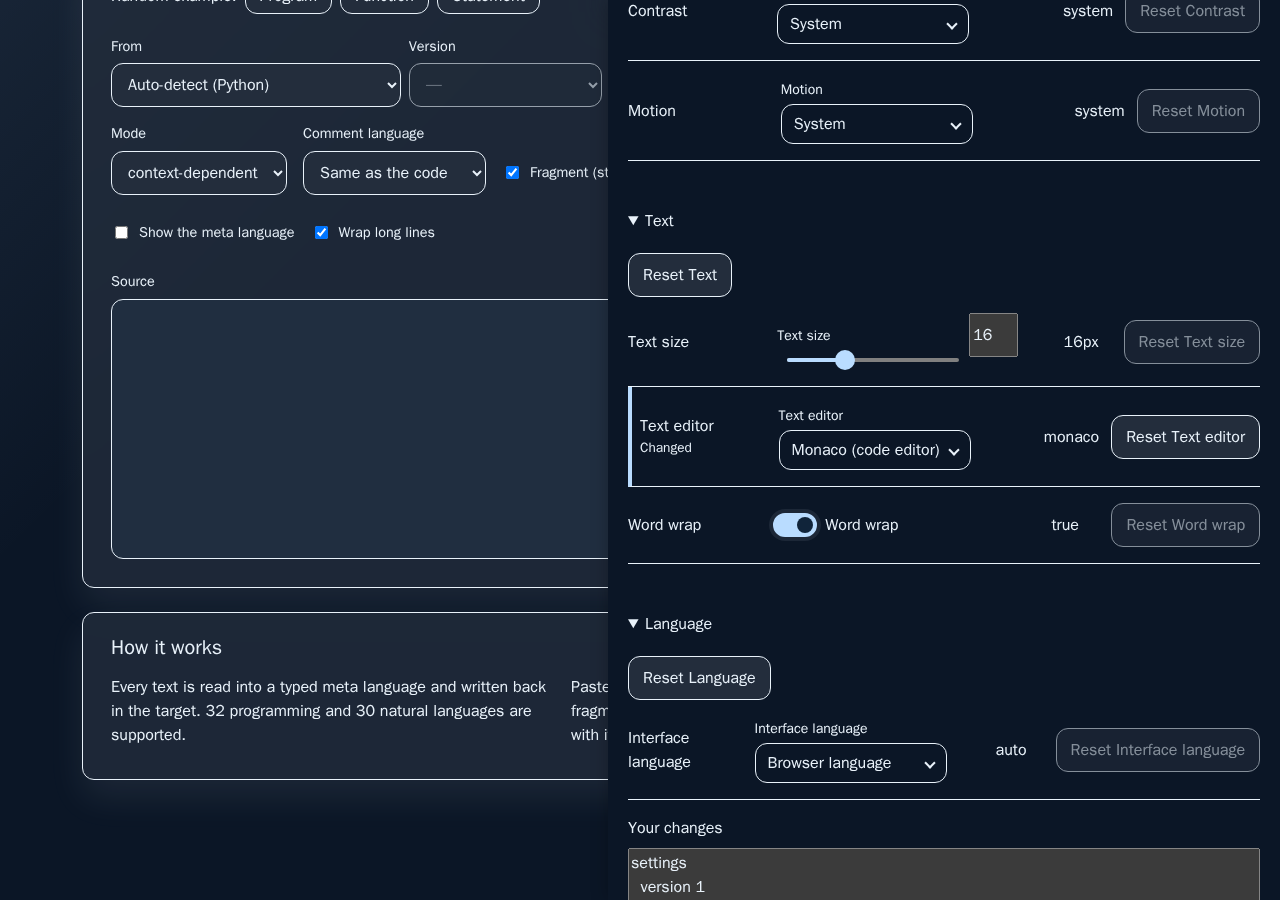 Random example:
Program
Function
Statement
From
Version
Auto-detect (Python)
—
Mode
Comment language
context-dependent
Same as the code
Fragment (st
Show the meta language
Wrap long lines
Source
How it works
Every text is read into a typed meta language and written back
in the target. 32 programming and 30 natural languages are
supported.
Paste
fragm
with i
Contrast
System
system
Reset Contrast
Motion
Motion
System
system
Reset Motion
Text
Reset Text
Text size
Text size
16
16px
Reset Text size
Text editor
Changed
Text editor
Monaco (code editor)
monaco
Reset Text editor
Word wrap
Word wrap
true
Reset Word wrap
Language
Reset Language
Interface
language
Interface language
Browser language
auto
Reset Interface language
Your changes
settings
version 1